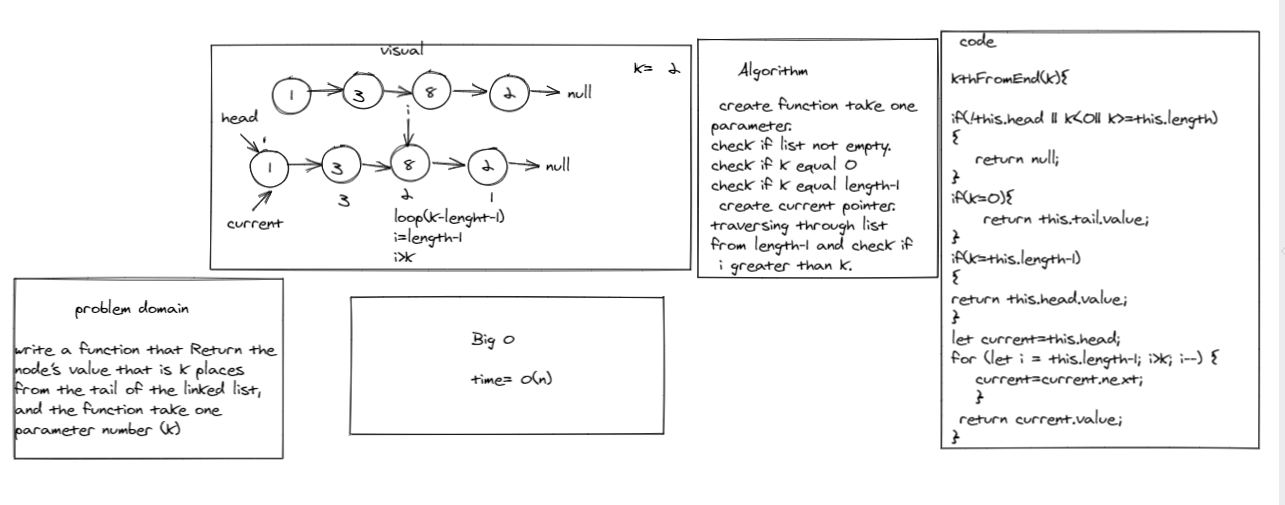 visual
k= 2
1 3 8 2 null
head
i
1 3 8 2 null
3 2 1
current
loop(k-lenght-1)
i=length-1
i>k
Algorithm
create function take one
parameter.
check if list not empty.
check if k equal 0
check if k equal length-1
create current pointer.
traversing through list
from length-1 and check if
i greater than k.
code
kthFromEnd(k){
if(!this.head || k<0|| k>=this.length)
{
return null;
}
if(k=0){
return this.tail.value;
}
if(k=this.length-1)
{
return this.head.value;
}
let current=this.head;
for (let i = this.length-1; i>k; i--) {
current=current.next;
}
return current.value;
}
problem domain
write a function that Return the
node's value that is k places
from the tail of the linked list,
and the function take one
parameter number (k)
Big O
time= O(n)